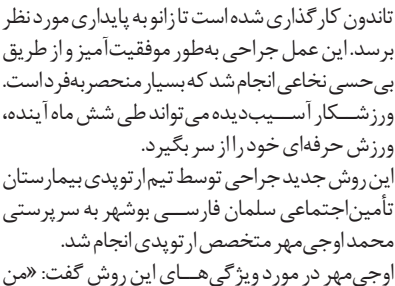 تاندون کارگذاری شده است تا زانو به پایداری مورد نظر
برسد. این عمل جراحی به‌طور موفقیت‌آمیز و از طریق
بی‌حسی نخاعی انجام شد که بسیار منحصر‌به‌فرد است.
ورزشکار آسیب‌دیده می‌تواند طی شش ماه آینده،
ورزش حرفه‌ای خود را از سر بگیرد.
این روش جدید جراحی توسط تیم ارتوپدی بیمارستان
تأمین‌اجتماعی سلمان فارسی بوشهر به سرپرستی
محمد اوجی‌مهر متخصص ارتوپدی انجام شد.
اوجی‌مهر در مورد ویژگی‌های این روش گفت: «من